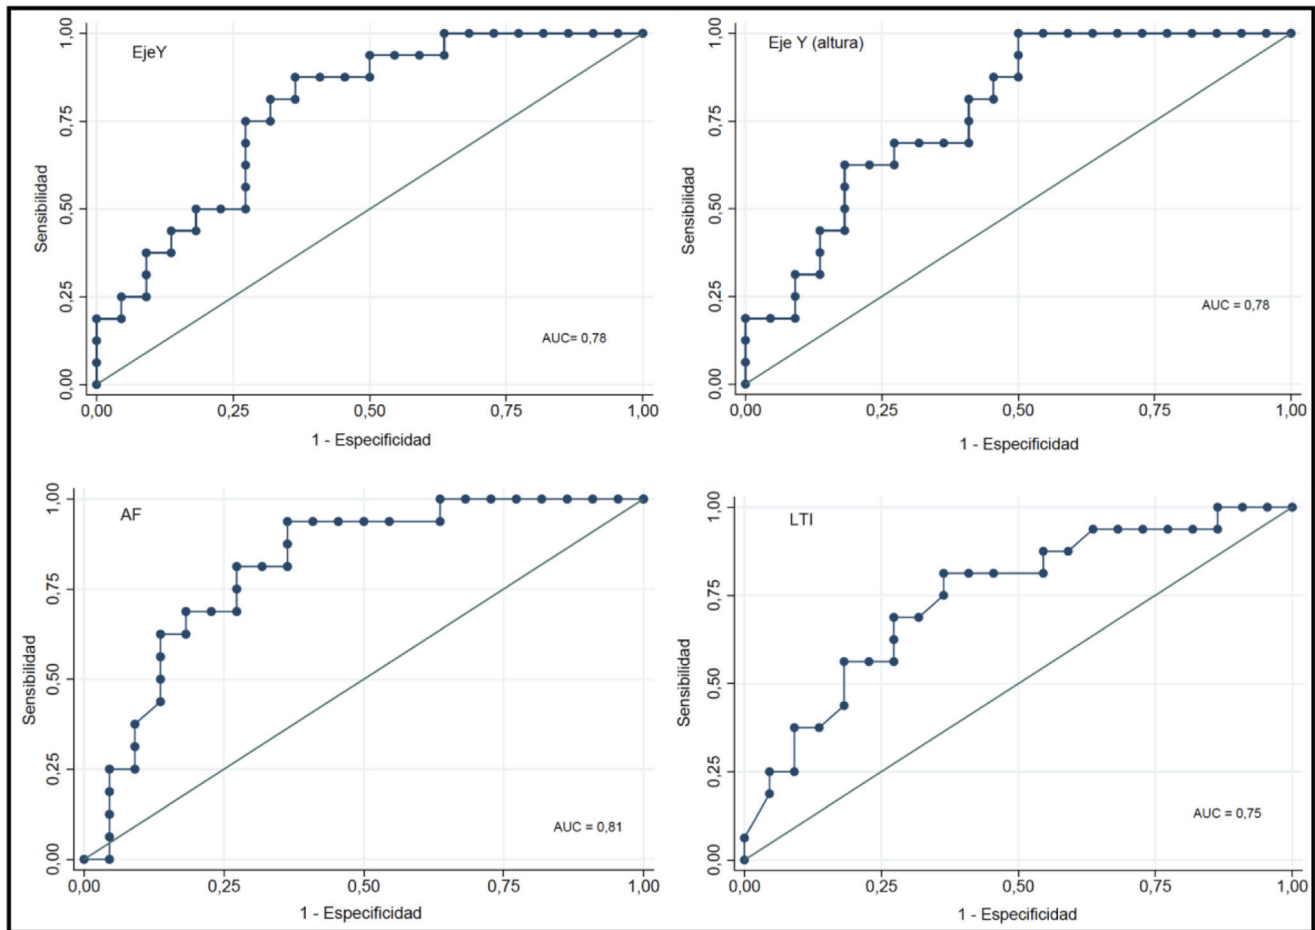 EjeY
Sensibilidad
1,00
0,75
0,50
0,25
0,00
AUC= 0,78
0,00 0,25 0,50 0,75 1,00
1 - Especificidad
Eje Y (altura)
Sensibilidad
1,00
0,75
0,50
0,25
0,00
AUC = 0,78
0,00 0,25 0,50 0,75 1,00
1 - Especificidad
AF
Sensibilidad
1,00
0,75
0,50
0,25
0,00
AUC = 0,81
0,00 0,25 0,50 0,75 1,00
1 - Especificidad
LTI
Sensibilidad
1,00
0,75
0,50
0,25
0,00
AUC = 0,75
0,00 0,25 0,50 0,75 1,00
1 - Especificidad